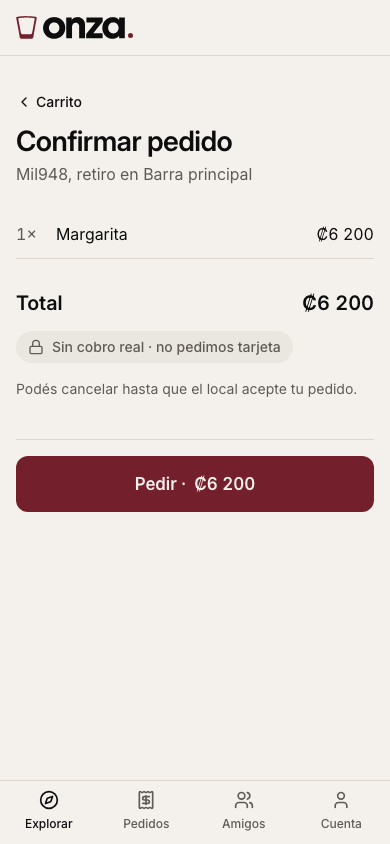 onza.
Carrito
Confirmar pedido
Mil948, retiro en Barra principal
1× Margarita ₡6 200
Total ₡6 200
Sin cobro real · no pedimos tarjeta
Podés cancelar hasta que el local acepte tu pedido.
Pedir · ₡6 200
Explorar Pedidos Amigos Cuenta